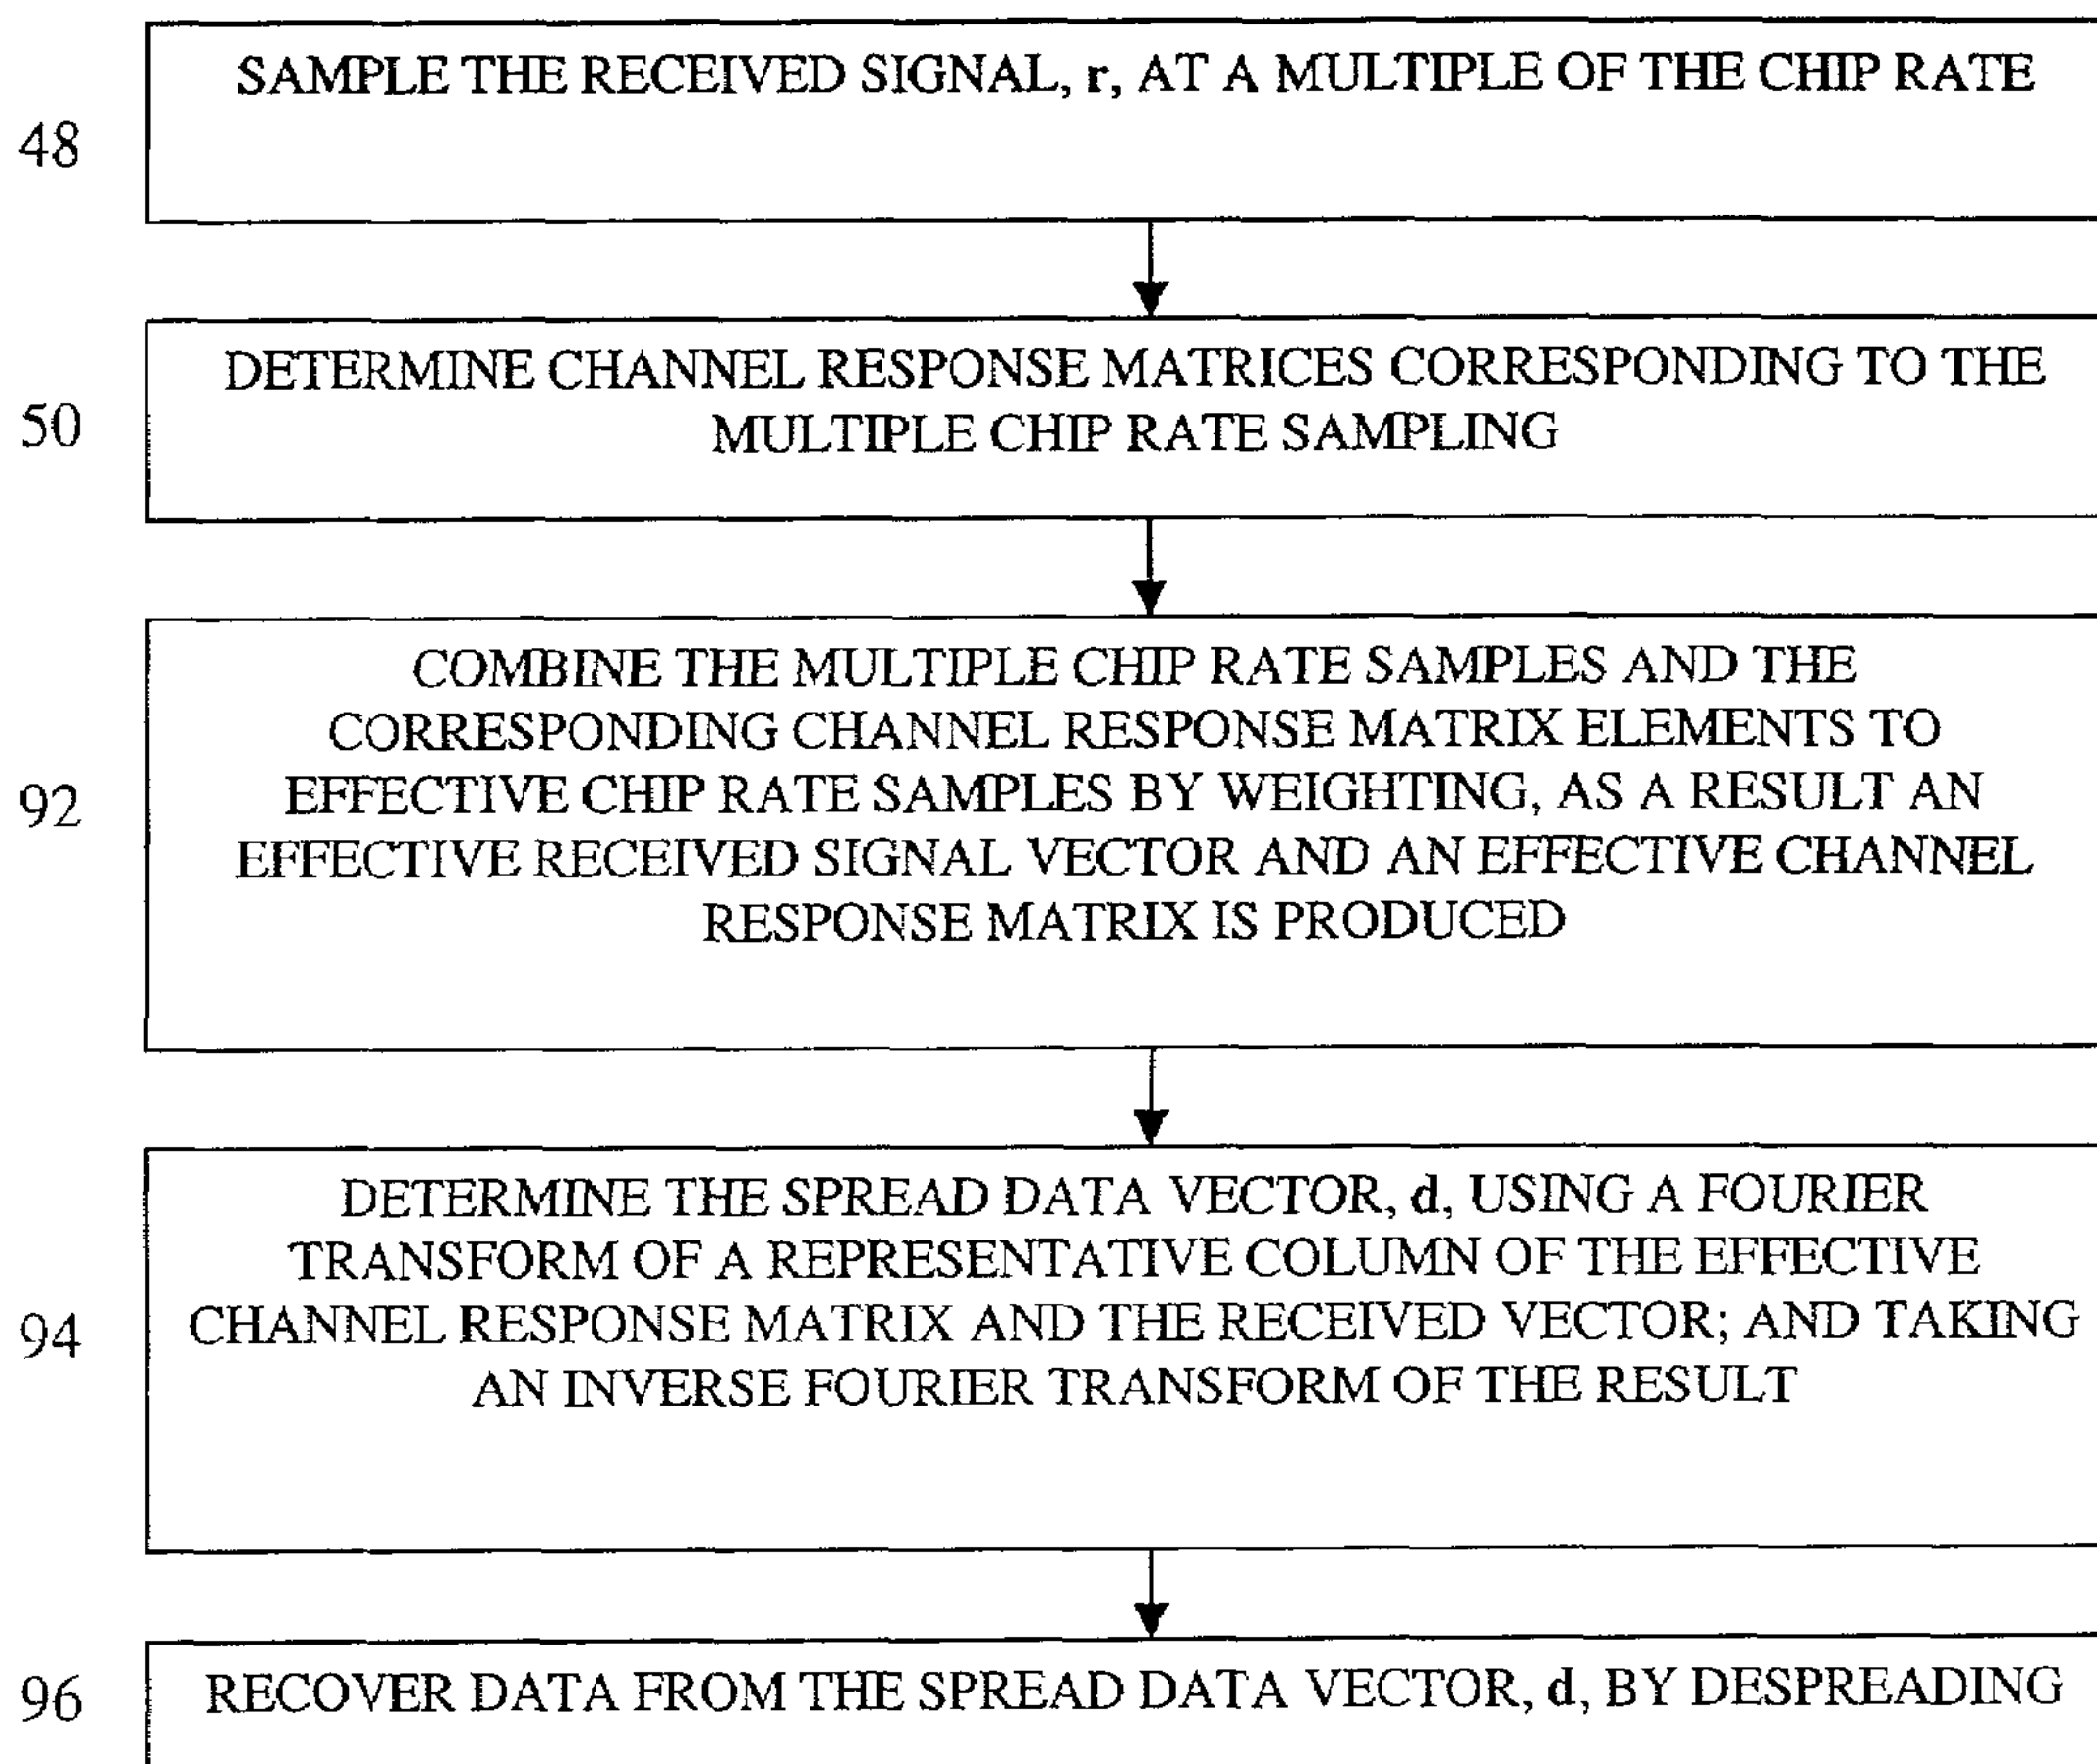 SAMPLE THE RECEIVED SIGNAL, r, AT A MULTIPLE OF THE CHIP RATE
48
DETERMINE CHANNEL RESPONSE MATRICES CORRESPONDING TO THE
50
MULTIPLE CHIP RATE SAMPLING
COMBINE THE MULTIPLE CHIP RATE SAMPLES AND THE
CORRESPONDING CHANNEL RESPONSE MATRIX ELEMENTS TO
92
EFFECTIVE CHIP RATE SAMPLES BY WEIGHTING, AS A RESULT AN
EFFECTIVE RECEIVED SIGNAL VECTOR AND AN EFFECTIVE CHANNEL
RESPONSE MATRIX IS PRODUCED
DETERMINE THE SPREAD DATA VECTOR, d, USING A FOURIER
TRANSFORM OF A REPRESENTATIVE COLUMN OF THE EFFECTIVE
94
CHANNEL RESPONSE MATRIX AND THE RECEIVED VECTOR; AND TAKING
AN INVERSE FOURIER TRANSFORM OF THE RESULT
96
RECOVER DATA FROM THE SPREAD DATA VECTOR, d, BY DESPREADING